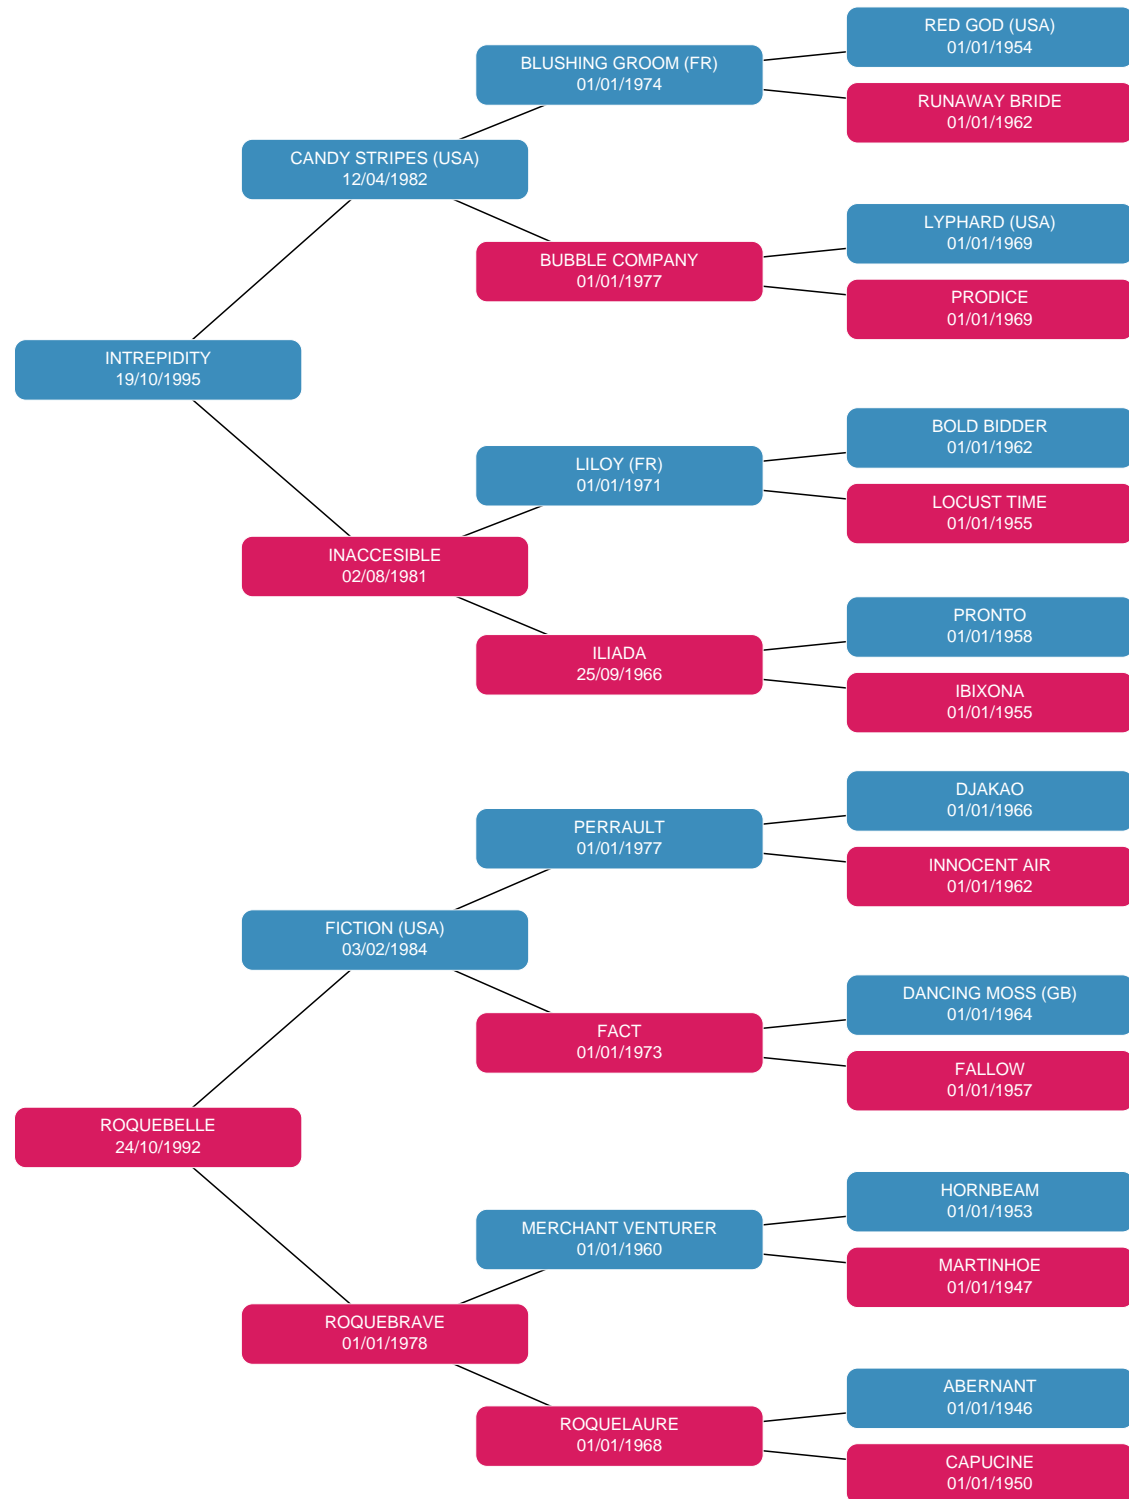 RED GOD (USA)
01/01/1954
BLUSHING GROOM (FR)
01/01/1974
RUNAWAY BRIDE
01/01/1962
CANDY STRIPES (USA)
12/04/1982
LYPHARD (USA)
01/01/1969
BUBBLE COMPANY
01/01/1977
PRODICE
01/01/1969
INTREPIDITY
19/10/1995
BOLD BIDDER
01/01/1962
LILOY (FR)
01/01/1971
LOCUST TIME
01/01/1955
INACCESIBLE
02/08/1981
PRONTO
01/01/1958
ILIADA
25/09/1966
IBIXONA
01/01/1955
DJAKAO
01/01/1966
PERRAULT
01/01/1977
INNOCENT AIR
01/01/1962
FICTION (USA)
03/02/1984
DANCING MOSS (GB)
01/01/1964
FACT
01/01/1973
FALLOW
01/01/1957
ROQUEBELLE
24/10/1992
HORNBEAM
01/01/1953
MERCHANT VENTURER
01/01/1960
MARTINHOE
01/01/1947
ROQUEBRAVE
01/01/1978
ABERNANT
01/01/1946
ROQUELAURE
01/01/1968
CAPUCINE
01/01/1950